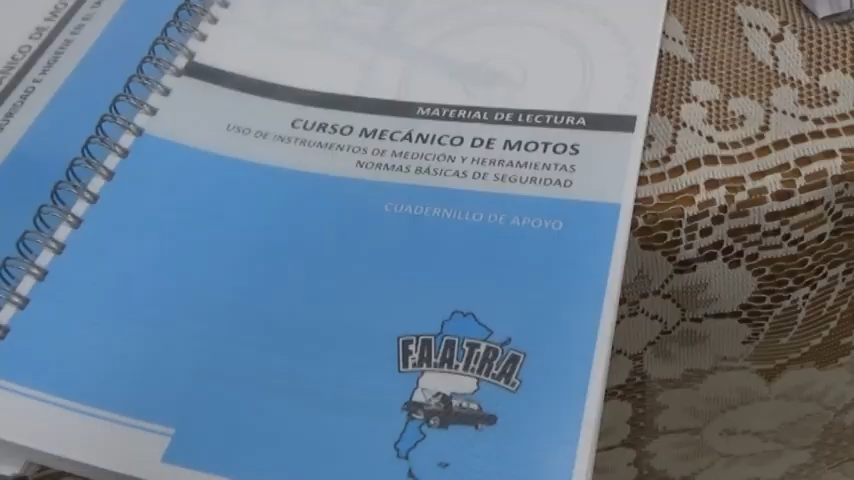 MATERIAL DE LECTURA
CURSO MECÁNICO DE MOTOS
USO DE INSTRUMENTOS DE MEDICIÓN Y HERRAMIENTAS
NORMAS BÁSICAS DE SEGURIDAD
CUADERNILLO DE APOYO
F.A.A.T.R.A.